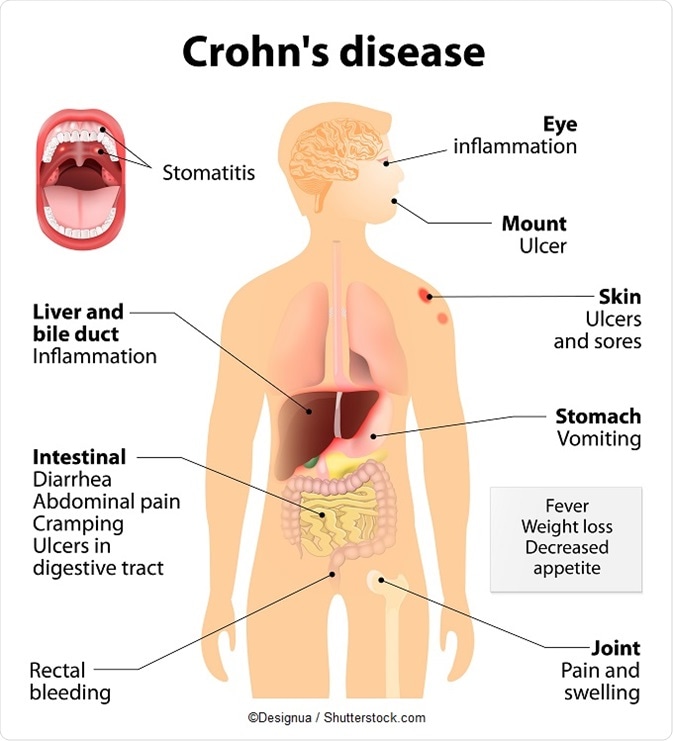 Crohn's disease
Stomatitis
Eye
inflammation
Mount
Ulcer
Skin
Ulcers
and sores
Liver and
bile duct
Inflammation
Stomach
Vomiting
Intestinal
Diarrhea
Abdominal pain
Cramping
Ulcers in
digestive tract
Fever
Weight loss
Decreased
appetite
Rectal
bleeding
Joint
Pain and
swelling
©Designua / Shutterstock.com